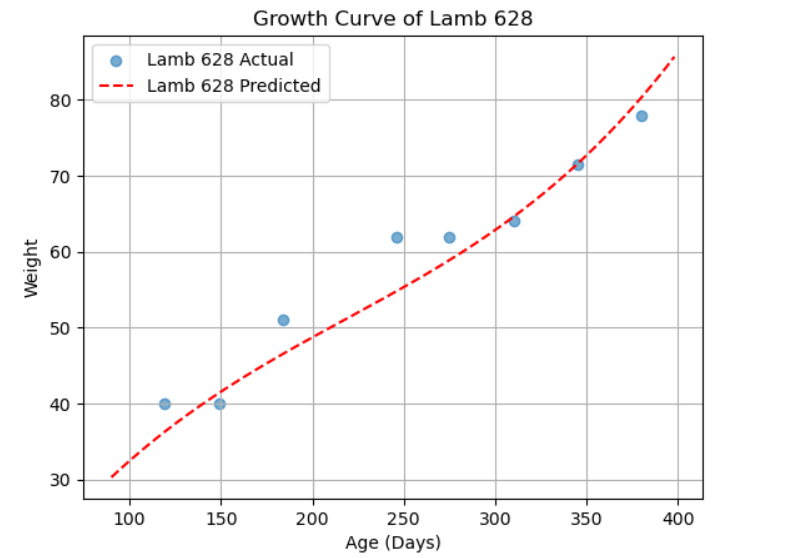 Growth Curve of Lamb 628
Lamb 628 Actual
Lamb 628 Predicted
80
70
60
50
40
30
Weight
100 150 200 250 300 350 400
Age (Days)